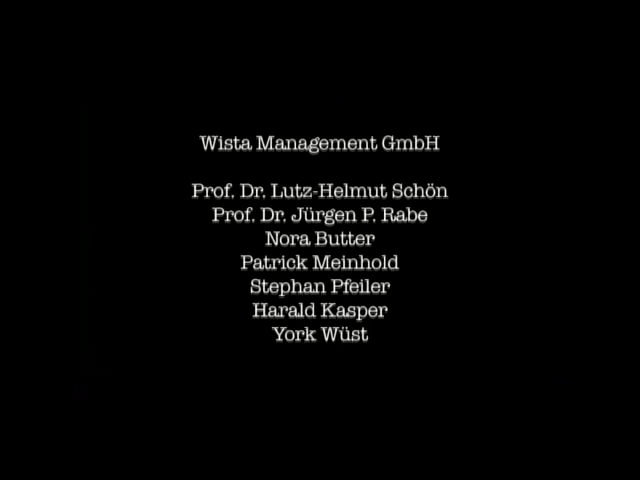 Wista Management GmbH
Prof. Dr. Lutz-Helmut Schön
Prof. Dr. Jürgen P. Rabe
Nora Butter
Patrick Meinhold
Stephan Pfeiler
Harald Kasper
York Wüst